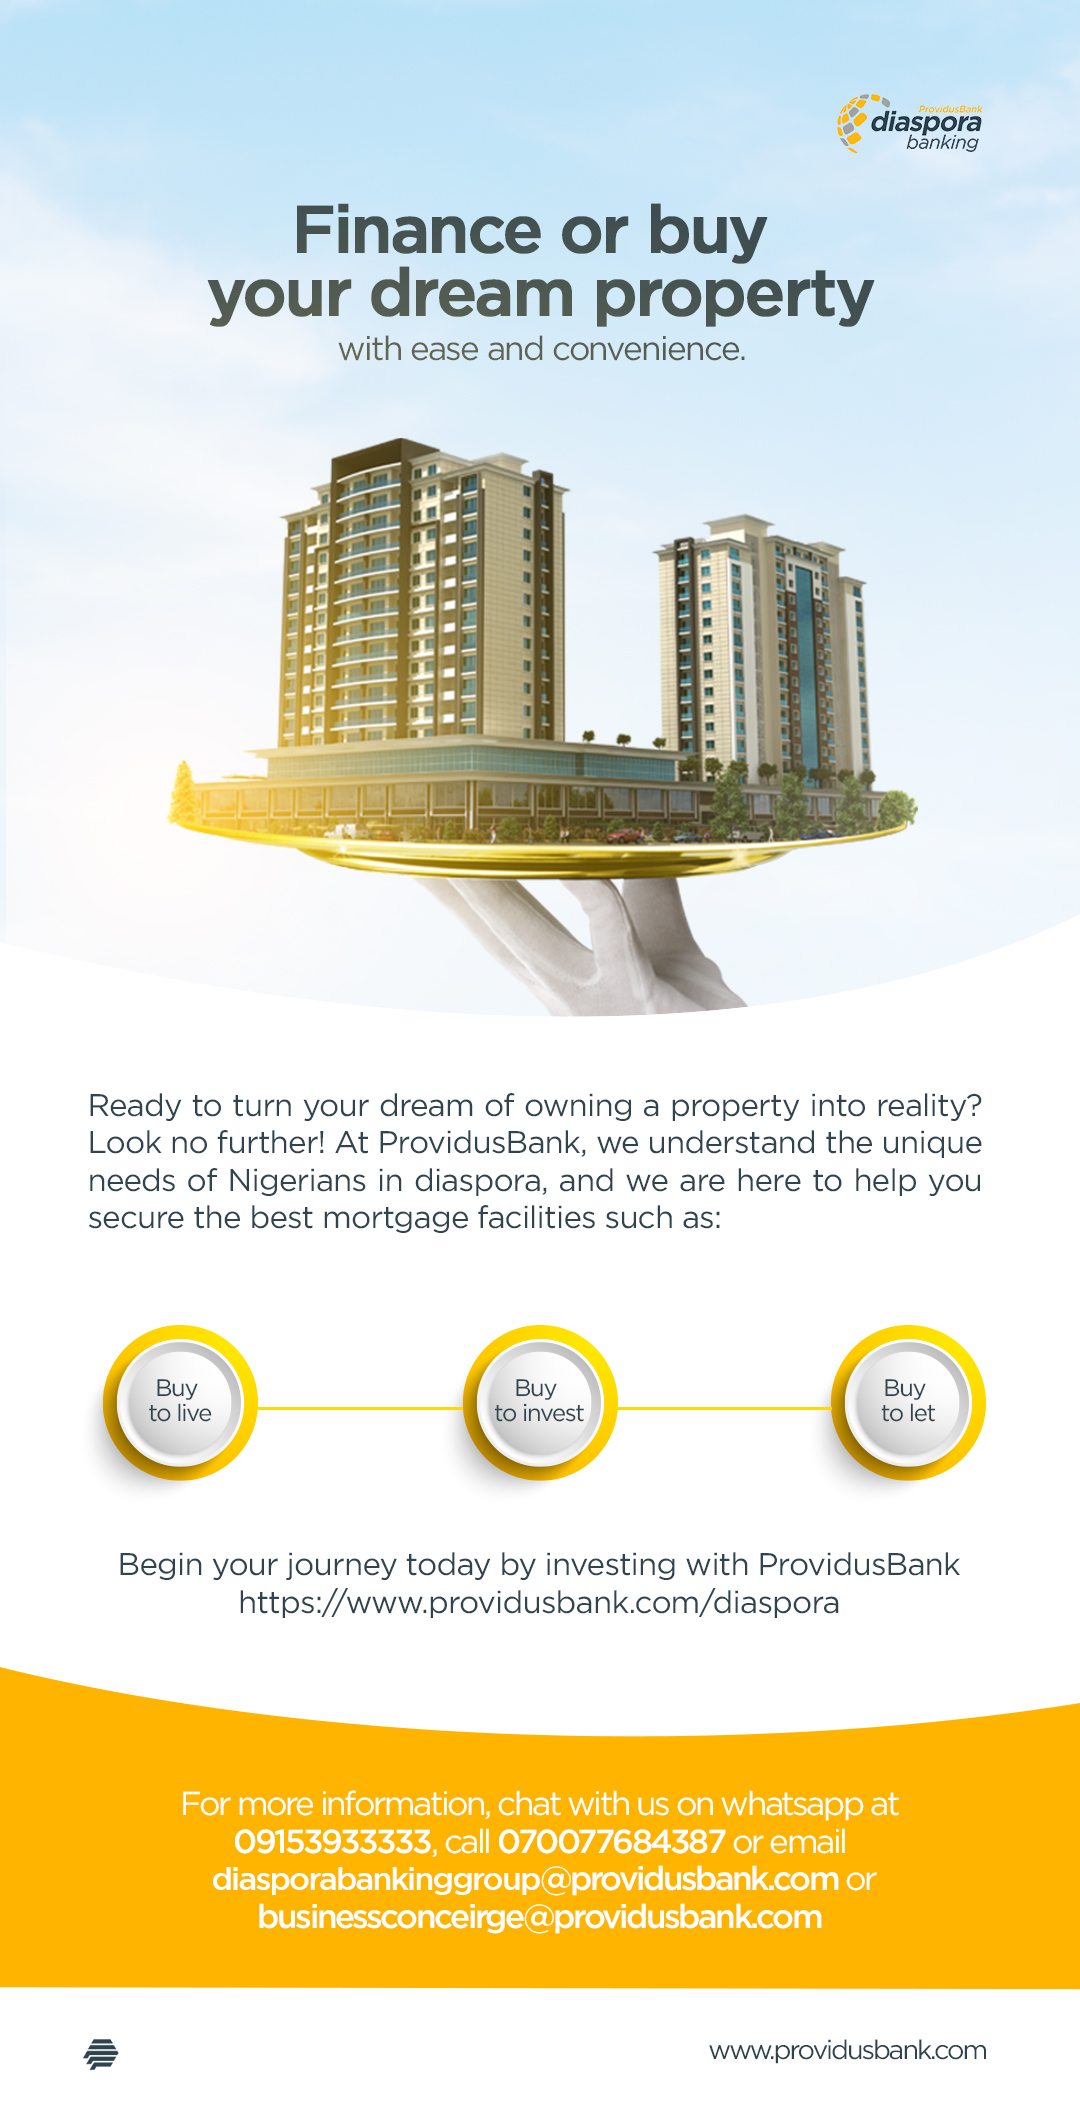 ProvidusBank
diaspora
banking
Finance or buy
your dream property
with ease and convenience.
Ready to turn your dream of owning a property into reality?
Look no further! At ProvidusBank, we understand the unique
needs of Nigerians in diaspora, and we are here to help you
secure the best mortgage facilities such as:
Buy
to live
Buy
to invest
Buy
to let
Begin your journey today by investing with ProvidusBank
https://www.providusbank.com/diaspora
For more information, chat with us on whatsapp at
09153933333, call 070077684387 or email
diasporabankinggroup@providusbank.com or
businessconceirge@providusbank.com
www.providusbank.com